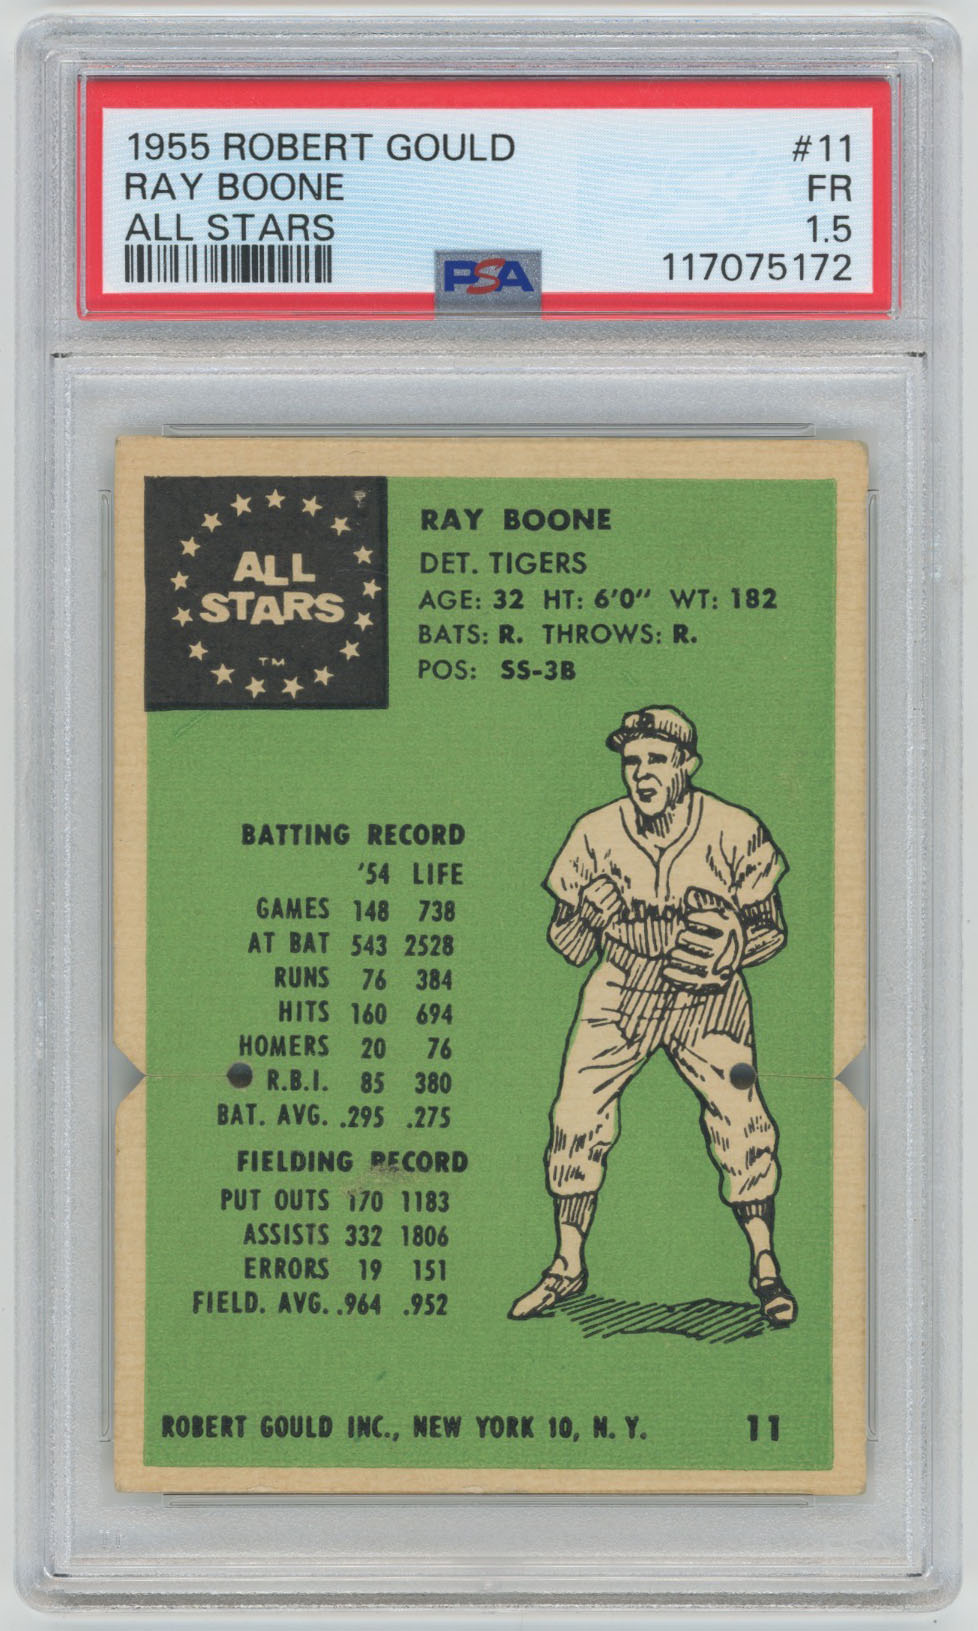 1955 ROBERT GOULD #11
RAY BOONE FR
ALL STARS 1.5
PSA 117075172
ALL
STARS
TM
RAY BOONE
DET. TIGERS
AGE: 32 HT: 6'0" WT: 182
BATS: R. THROWS: R.
POS: SS-3B
BATTING RECORD
'54 LIFE
GAMES 148 738
AT BAT 543 2528
RUNS 76 384
HITS 160 694
HOMERS 20 76
R.B.I. 85 380
BAT. AVG. .295 .275
FIELDING RECORD
PUT OUTS 170 1183
ASSISTS 332 1806
ERRORS 19 151
FIELD. AVG. .964 .952
ROBERT GOULD INC., NEW YORK 10, N. Y. 11